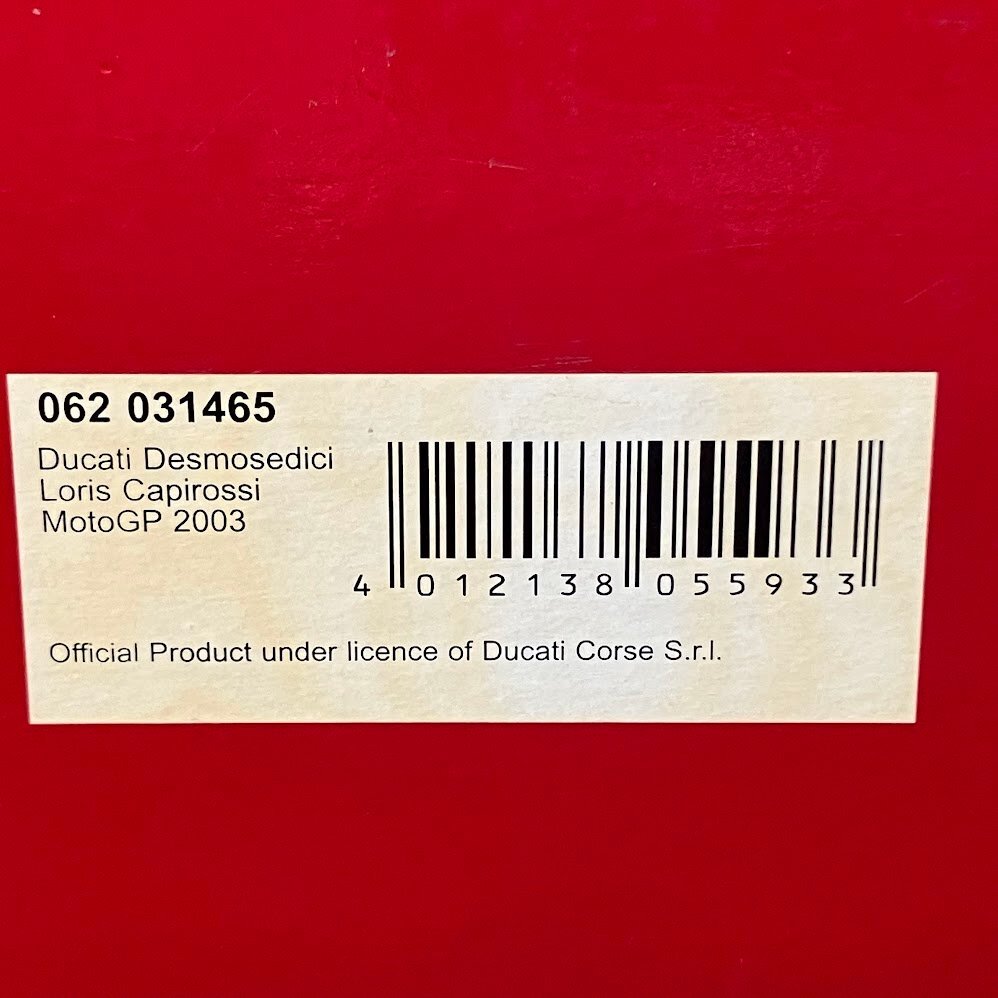 062 031465
Ducati Desmosedici
Loris Capirossi
MotoGP 2003
4 012138 055933
Official Product under licence of Ducati Corse S.r.l.